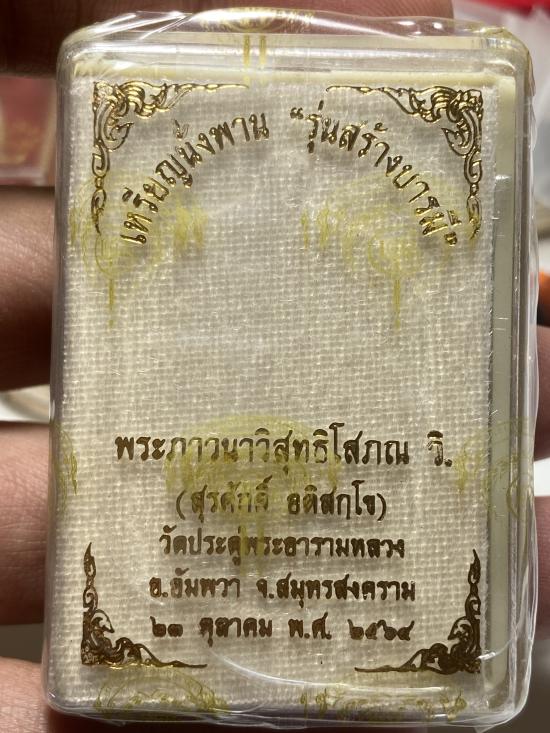 เหรียญนั่งพาน "รุ่นสร้างบารมี"
พระภาวนาวิสุทธิโสภณ วิ.
(สุรศักดิ์ อติสกฺโข)
วัดประดู่พระอารามหลวง
อ.อัมพวา จ.สมุทรสงคราม
๒๓ ตุลาคม พ.ศ. ๒๕๖๔